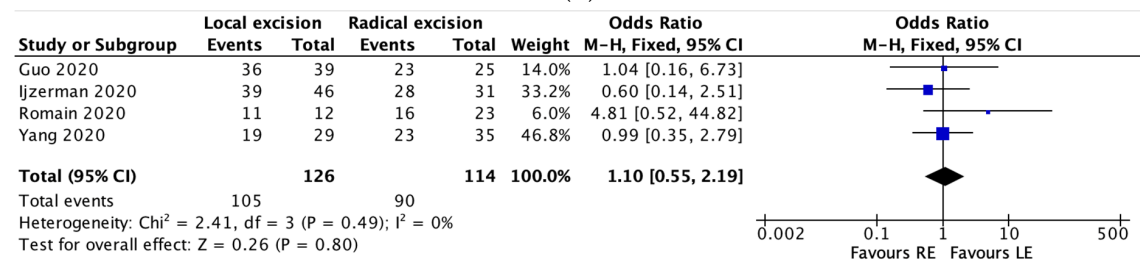 Local excision Radical excision Odds Ratio Odds Ratio
Study or Subgroup Events Total Events Total Weight M-H, Fixed, 95% CI M-H, Fixed, 95% CI
Guo 2020 36 39 23 25 14.0% 1.04 [0.16, 6.73]
Ijzerman 2020 39 46 28 31 33.2% 0.60 [0.14, 2.51]
Romain 2020 11 12 16 23 6.0% 4.81 [0.52, 44.82]
Yang 2020 19 29 23 35 46.8% 0.99 [0.35, 2.79]
Total (95% CI) 126 114 100.0% 1.10 [0.55, 2.19]
Total events 105 90
Heterogeneity: Chi² = 2.41, df = 3 (P = 0.49); I² = 0%
Test for overall effect: Z = 0.26 (P = 0.80)
0.002 0.1 1 10 500
Favours RE Favours LE